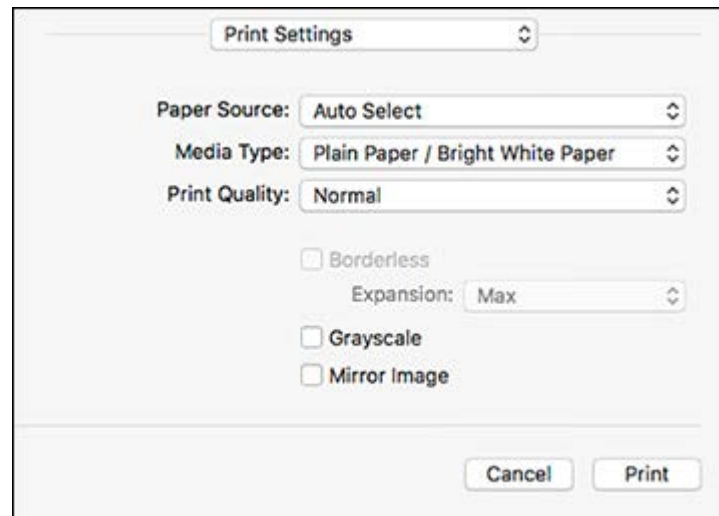 Print Settings
Paper Source: Auto Select
Media Type: Plain Paper / Bright White Paper
Print Quality: Normal
Borderless
Expansion: Max
Grayscale
Mirror Image
Cancel Print